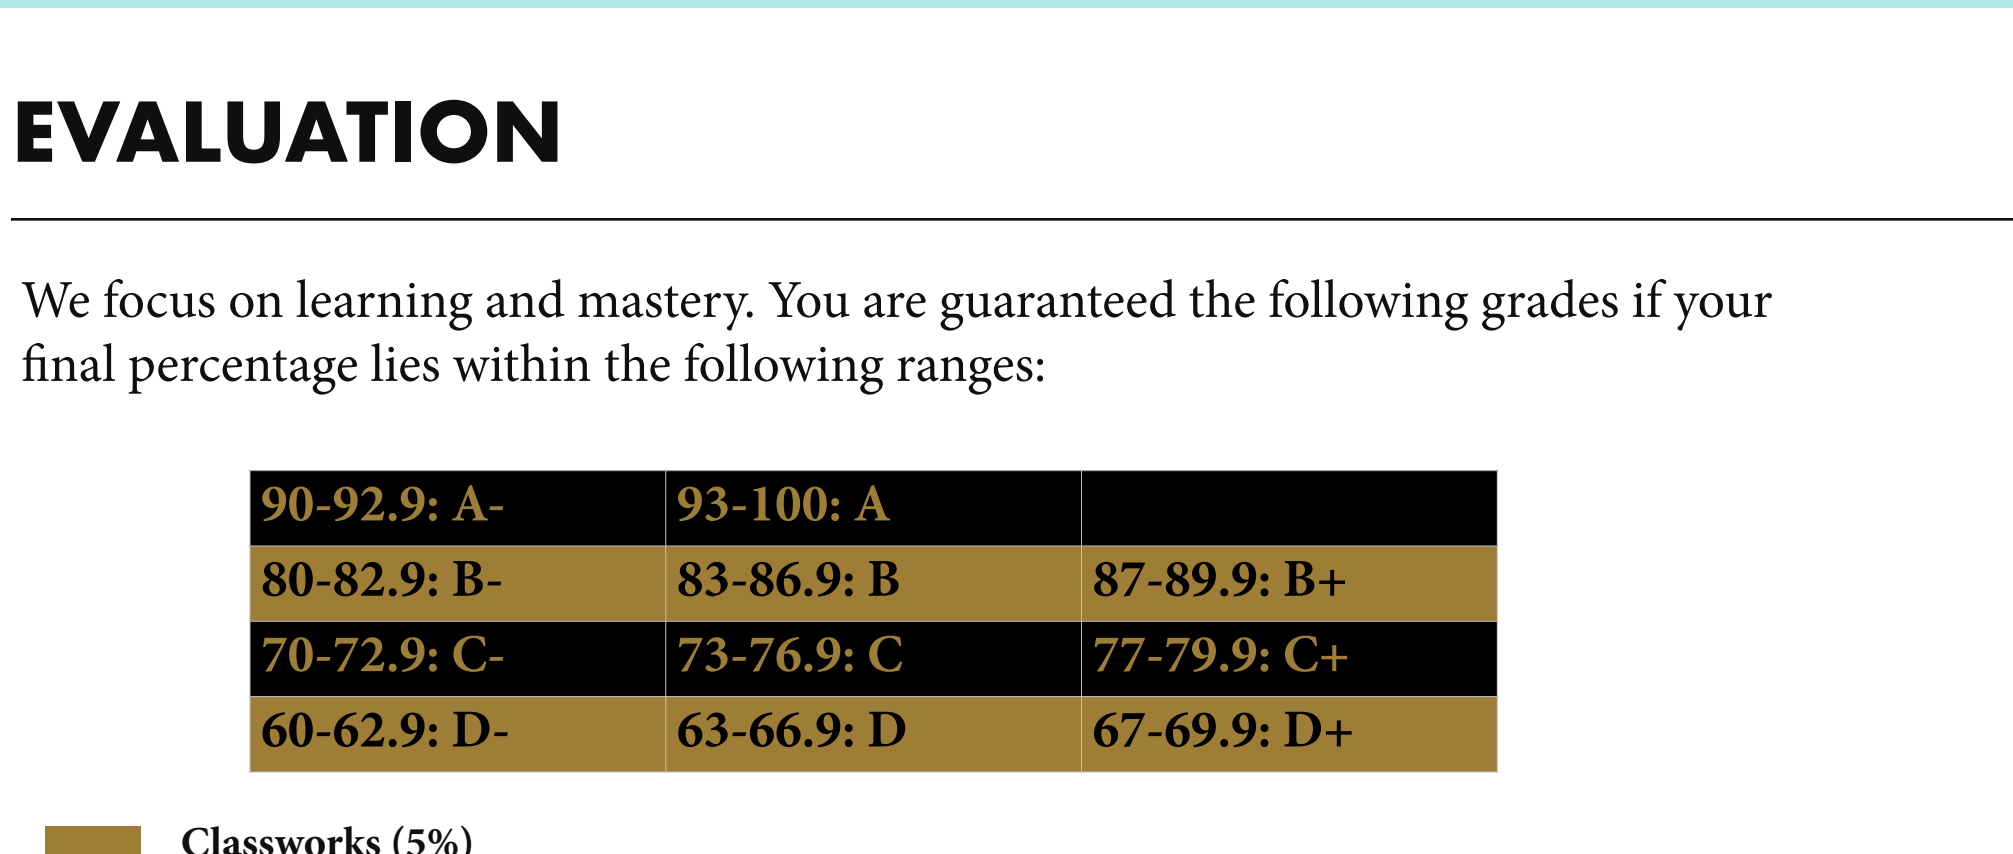 EVALUATION
We focus on learning and mastery. You are guaranteed the following grades if your
final percentage lies within the following ranges:
90-92.9: A- 93-100: A
80-82.9: B- 83-86.9: B 87-89.9: B+
70-72.9: C- 73-76.9: C 77-79.9: C+
60-62.9: D- 63-66.9: D 67-69.9: D+
Classworks (5%)